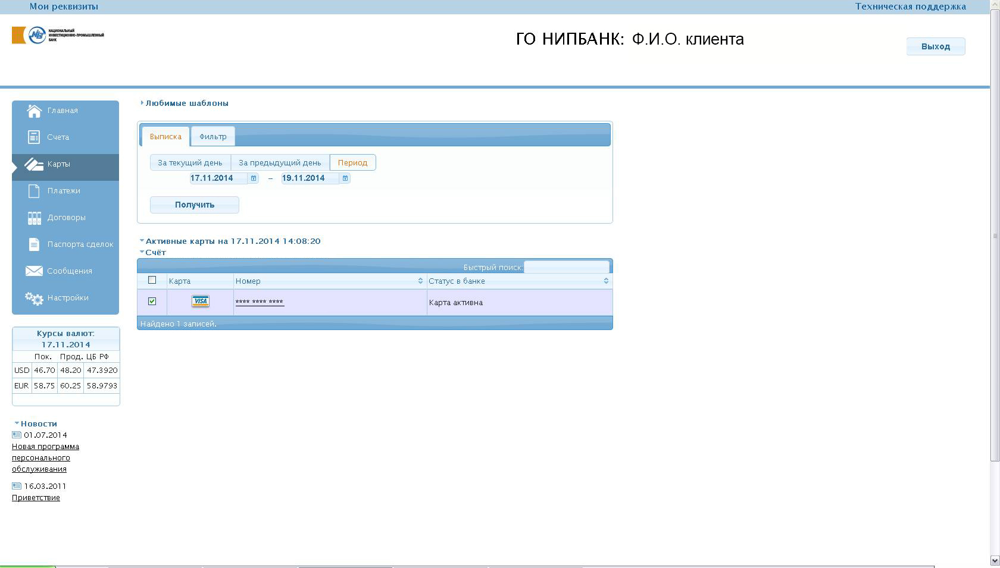 Мои реквизиты
Техническая поддержка
НАЦИОНАЛЬНЫЙ
ИНВЕСТИЦИОННО-ПРОМЫШЛЕННЫЙ
БАНК
ГО НИПБАНК: Ф.И.О. клиента
Выход
Главная
Счета
Карты
Платежи
Договоры
Паспорта сделок
Сообщения
Настройки
Курсы валют:
17.11.2014
Пок. Прод. ЦБ РФ
USD 46.70 48.20 47.3920
EUR 58.75 60.25 58.9793
Новости
01.07.2014
Новая программа
персонального
обслуживания
16.03.2011
Приветствие
Любимые шаблоны
Выписка Фильтр
За текущий день За предыдущий день Период
17.11.2014 – 19.11.2014
Получить
Активные карты на 17.11.2014 14:08:20
Счёт
Быстрый поиск:
Карта Номер Статус в банке
VISA **** **** **** Карта активна
Найдено 1 записей.